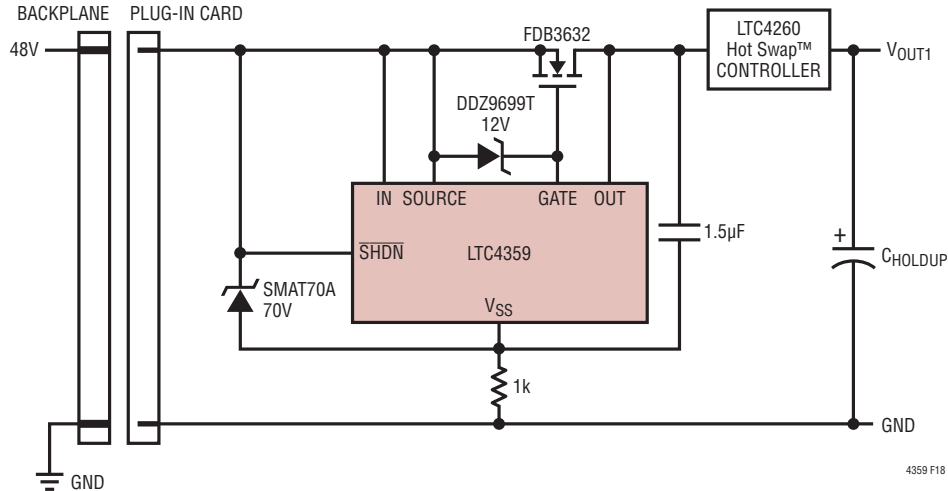 BACKPLANE
PLUG-IN CARD
48V
FDB3632
LTC4260
Hot Swap™
CONTROLLER
VOUT1
DDZ9699T
12V
IN
SOURCE
GATE
OUT
SHDN
LTC4359
1.5µF
+
CHOLDUP
SMAT70A
70V
VSS
1k
GND
GND
4359 F18